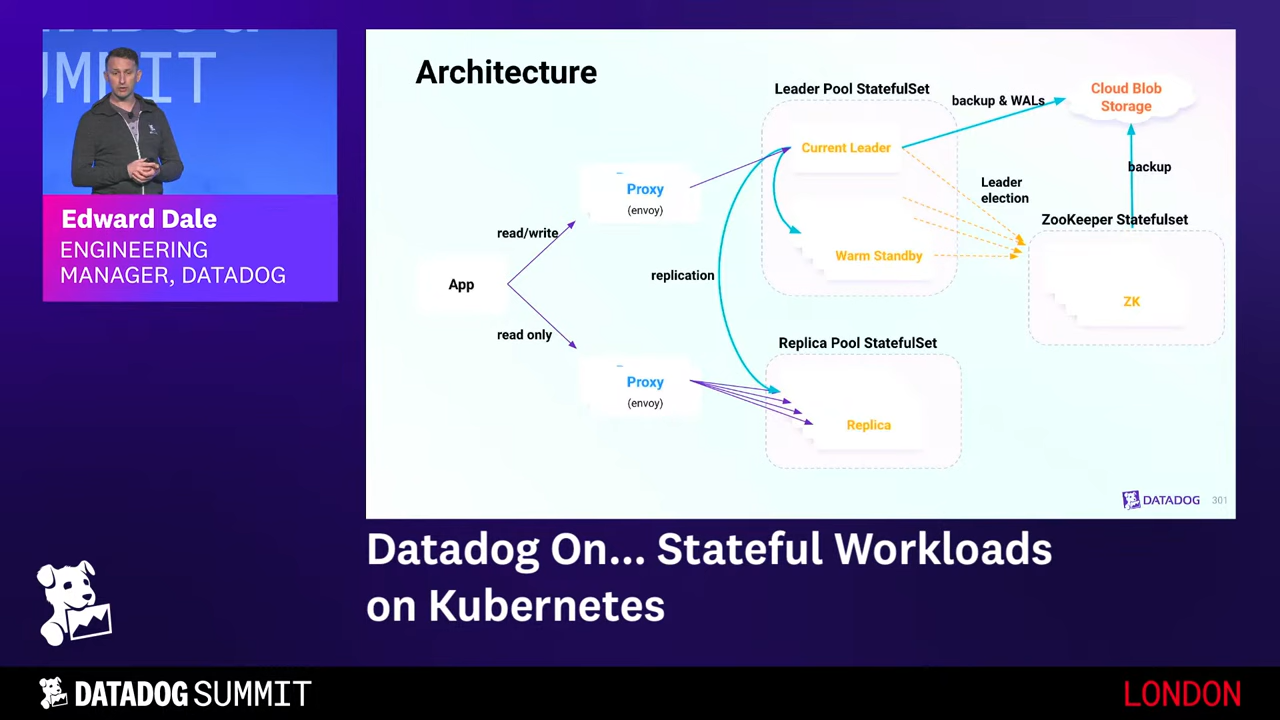 UMMIT
Edward Dale
ENGINEERING
MANAGER, DATADOG
Architecture
Leader Pool StatefulSet
Current Leader
Warm Standby
backup & WALs
Cloud Blob
Storage
backup
Leader
election
ZooKeeper Statefulset
ZK
Proxy
(envoy)
read/write
App
replication
read only
Proxy
(envoy)
Replica Pool StatefulSet
Replica
DATADOG 301
Datadog On... Stateful Workloads
on Kubernetes
DATADOG SUMMIT
LONDON